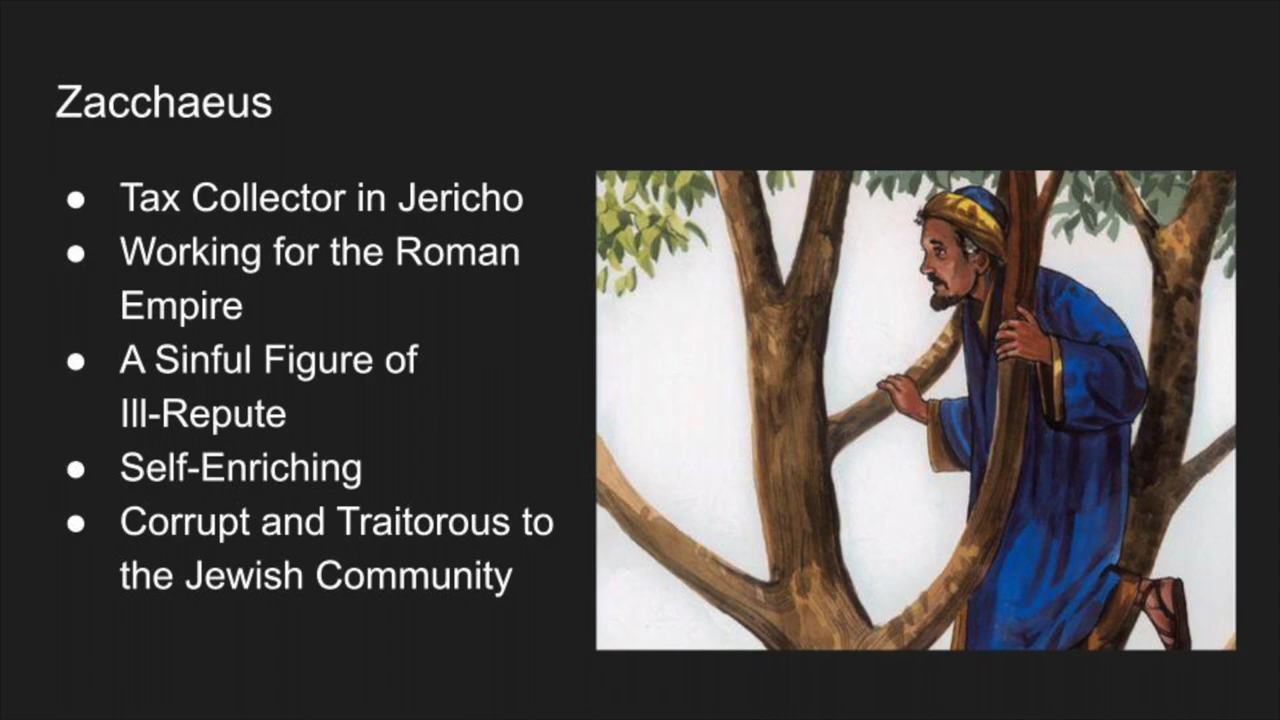 Zacchaeus
● Tax Collector in Jericho
● Working for the Roman
Empire
● A Sinful Figure of
Ill-Repute
● Self-Enriching
● Corrupt and Traitorous to
the Jewish Community